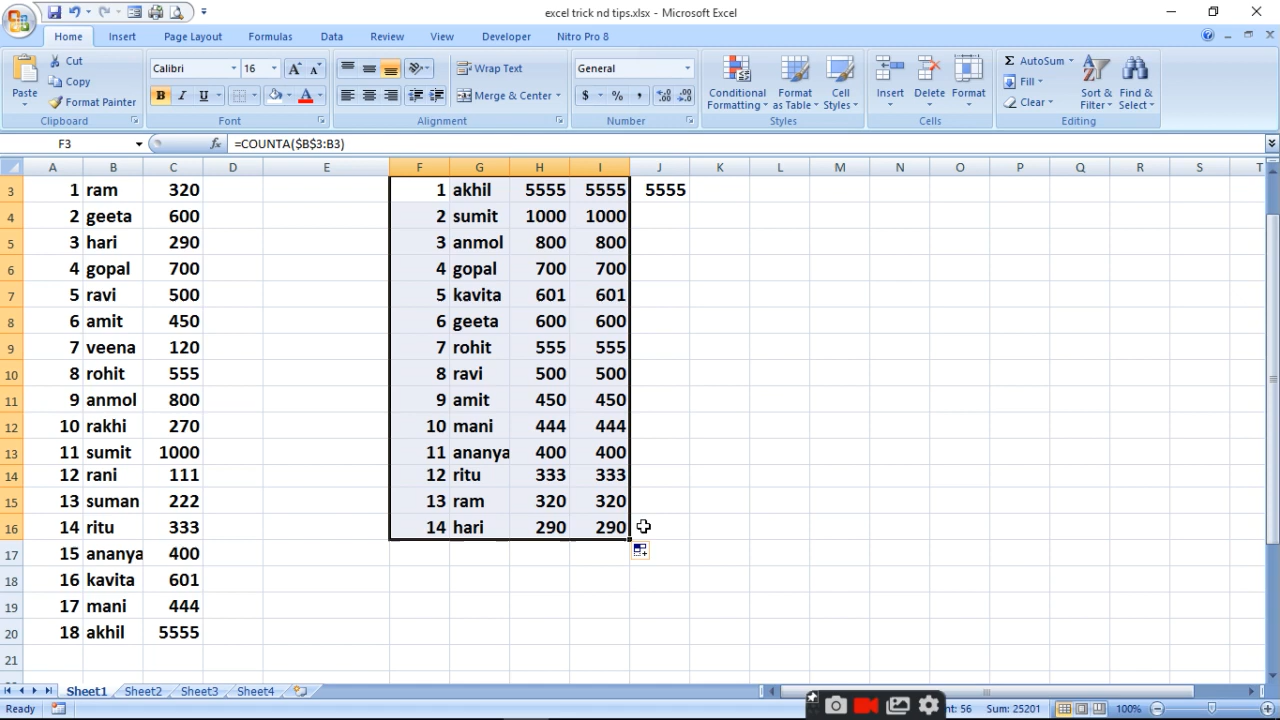 excel trick nd tips.xlsx - Microsoft Excel
Home Insert Page Layout Formulas Data Review View Developer Nitro Pro 8
Paste Cut Copy Format Painter Clipboard
Calibri 16 B I U A Font
Wrap Text Merge & Center Alignment
General $ % , Number
Conditional Formatting Format as Table Cell Styles Styles
Insert Delete Format Cells
Σ AutoSum Fill Clear Sort & Filter Find & Select Editing
F3 fx =COUNTA($B$3:B3)
A B C D E F G H I J K L M N O P Q R S T
3 1 ram 320 1 akhil 5555 5555 5555
4 2 geeta 600 2 sumit 1000 1000
5 3 hari 290 3 anmol 800 800
6 4 gopal 700 4 gopal 700 700
7 5 ravi 500 5 kavita 601 601
8 6 amit 450 6 geeta 600 600
9 7 veena 120 7 rohit 555 555
10 8 rohit 555 8 ravi 500 500
11 9 anmol 800 9 amit 450 450
12 10 rakhi 270 10 mani 444 444
13 11 sumit 1000 11 ananya 400 400
14 12 rani 111 12 ritu 333 333
15 13 suman 222 13 ram 320 320
16 14 ritu 333 14 hari 290 290
17 15 ananya 400
18 16 kavita 601
19 17 mani 444
20 18 akhil 5555
21
Sheet1 Sheet2 Sheet3 Sheet4
Ready nt: 56 Sum: 25201 100%